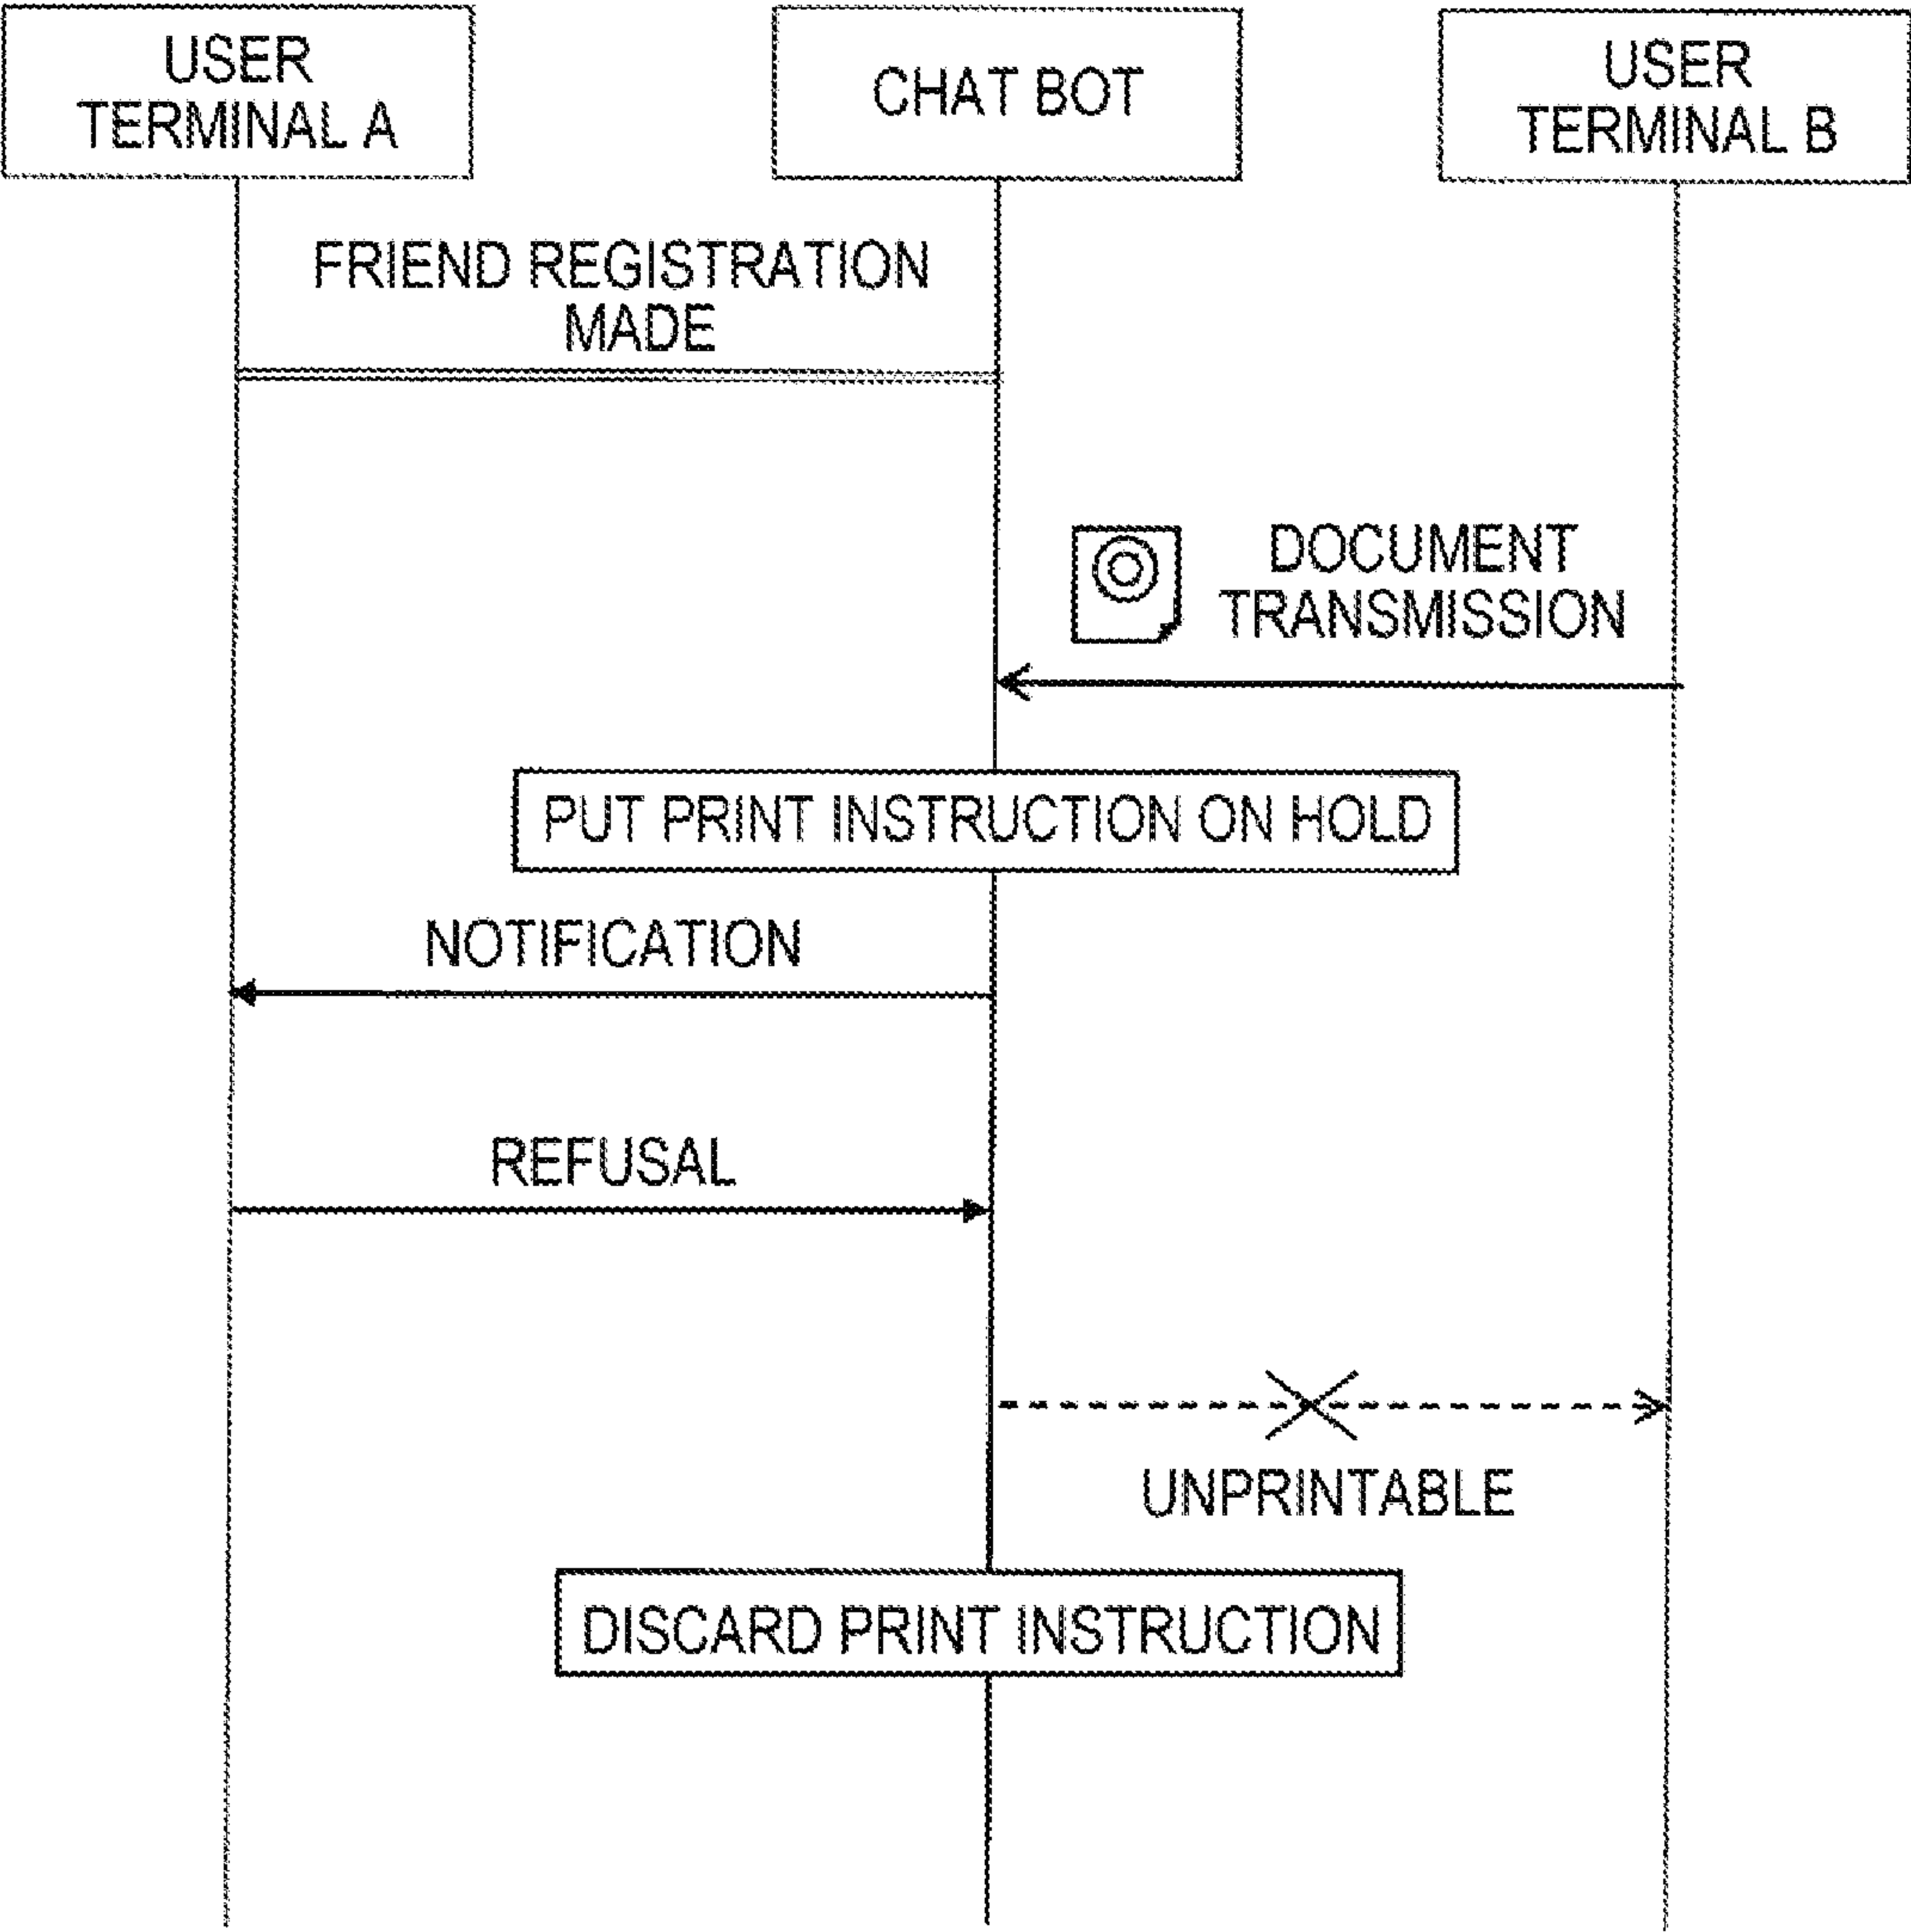 USER
TERMINAL A
CHAT BOT
USER
TERMINAL B
FRIEND REGISTRATION
MADE
DOCUMENT
TRANSMISSION
PUT PRINT INSTRUCTION ON HOLD
NOTIFICATION
REFUSAL
UNPRINTABLE
DISCARD PRINT INSTRUCTION